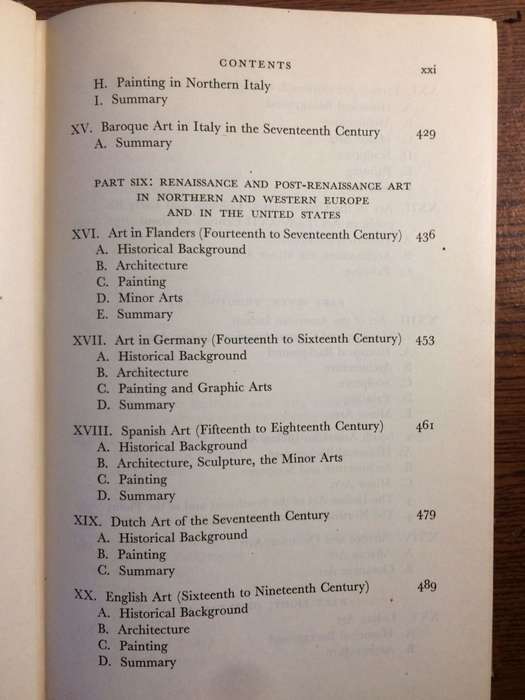 CONTENTS xxi
H. Painting in Northern Italy
I. Summary
XV. Baroque Art in Italy in the Seventeenth Century 429
A. Summary
PART SIX: RENAISSANCE AND POST-RENAISSANCE ART
IN NORTHERN AND WESTERN EUROPE
AND IN THE UNITED STATES
XVI. Art in Flanders (Fourteenth to Seventeenth Century) 436
A. Historical Background
B. Architecture
C. Painting
D. Minor Arts
E. Summary
XVII. Art in Germany (Fourteenth to Sixteenth Century) 453
A. Historical Background
B. Architecture
C. Painting and Graphic Arts
D. Summary
XVIII. Spanish Art (Fifteenth to Eighteenth Century) 461
A. Historical Background
B. Architecture, Sculpture, the Minor Arts
C. Painting
D. Summary
XIX. Dutch Art of the Seventeenth Century 479
A. Historical Background
B. Painting
C. Summary
XX. English Art (Sixteenth to Nineteenth Century) 489
A. Historical Background
B. Architecture
C. Painting
D. Summary